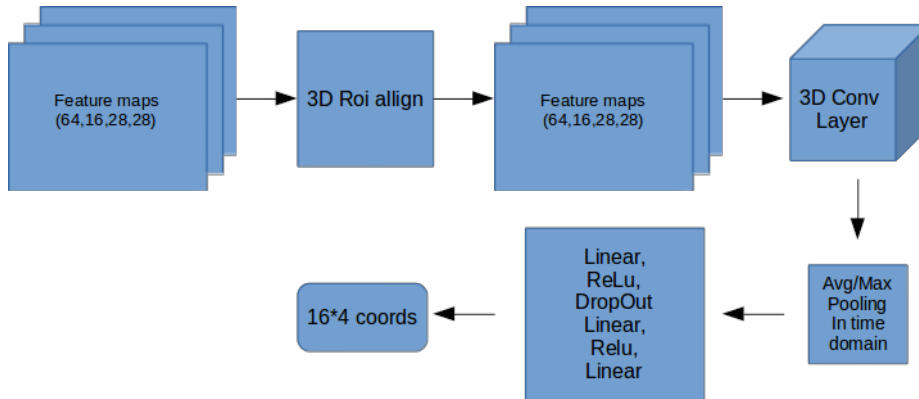 Feature maps
(64,16,28,28)
3D Roi allign
Feature maps
(64,16,28,28)
3D Conv
Layer
Avg/Max
Pooling
In time
domain
Linear,
ReLu,
DropOut
Linear,
Relu,
Linear
16*4 coords